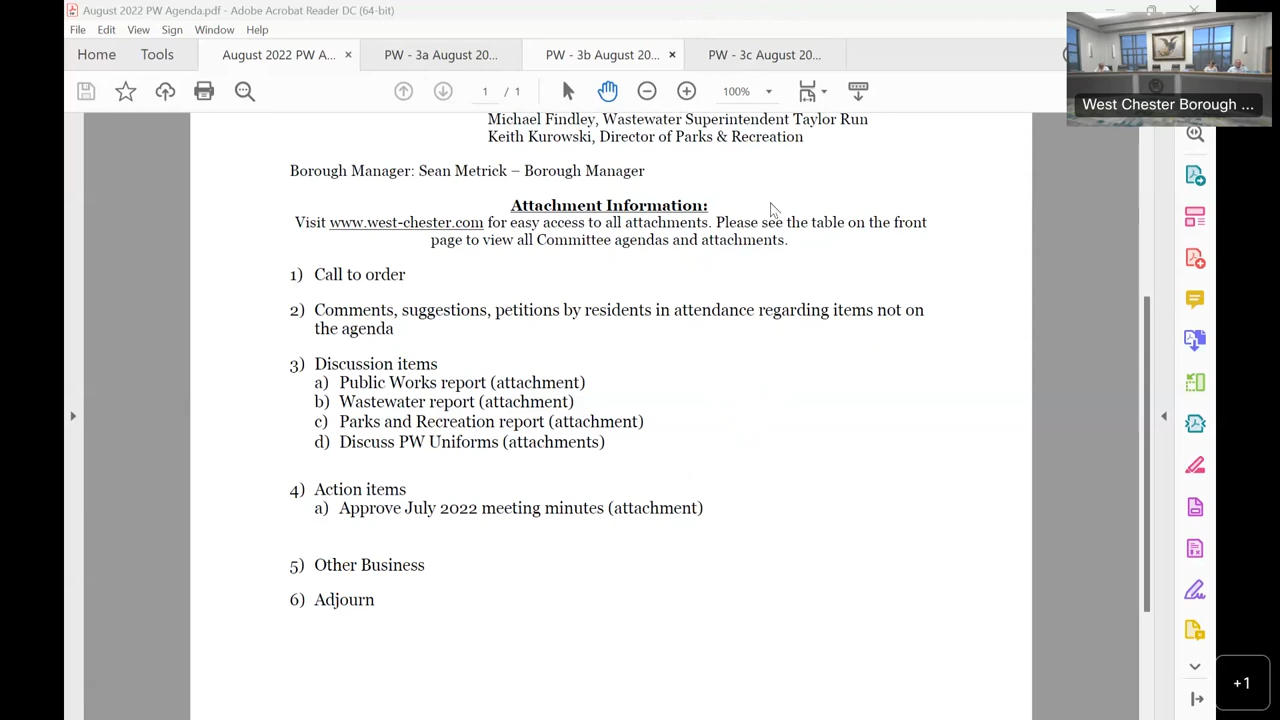 August 2022 PW Agenda.pdf - Adobe Acrobat Reader DC (64-bit)
File Edit View Sign Window Help
Home Tools August 2022 PW A... × PW - 3a August 20... PW - 3b August 20... × PW - 3c August 20...
1 / 1 100%
West Chester Borough ...
Michael Findley, Wastewater Superintendent Taylor Run
Keith Kurowski, Director of Parks & Recreation
Borough Manager: Sean Metrick – Borough Manager
Attachment Information:
Visit www.west-chester.com for easy access to all attachments. Please see the table on the front
page to view all Committee agendas and attachments.
1) Call to order
2) Comments, suggestions, petitions by residents in attendance regarding items not on
the agenda
3) Discussion items
a) Public Works report (attachment)
b) Wastewater report (attachment)
c) Parks and Recreation report (attachment)
d) Discuss PW Uniforms (attachments)
4) Action items
a) Approve July 2022 meeting minutes (attachment)
5) Other Business
6) Adjourn
+1